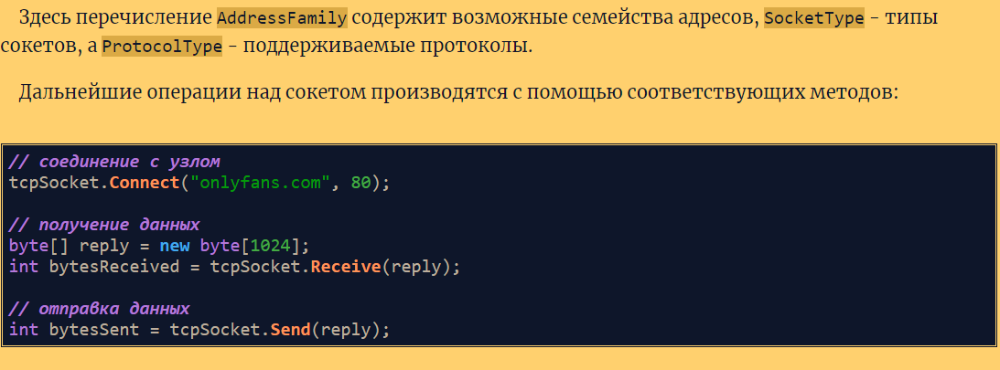 Здесь перечисление AddressFamily содержит возможные семейства адресов, SocketType - типы
сокетов, а ProtocolType - поддерживаемые протоколы.
Дальнейшие операции над сокетом производятся с помощью соответствующих методов:
// соединение с узлом
tcpSocket.Connect("onlyfans.com", 80);
// получение данных
byte[] reply = new byte[1024];
int bytesReceived = tcpSocket.Receive(reply);
// отправка данных
int bytesSent = tcpSocket.Send(reply);